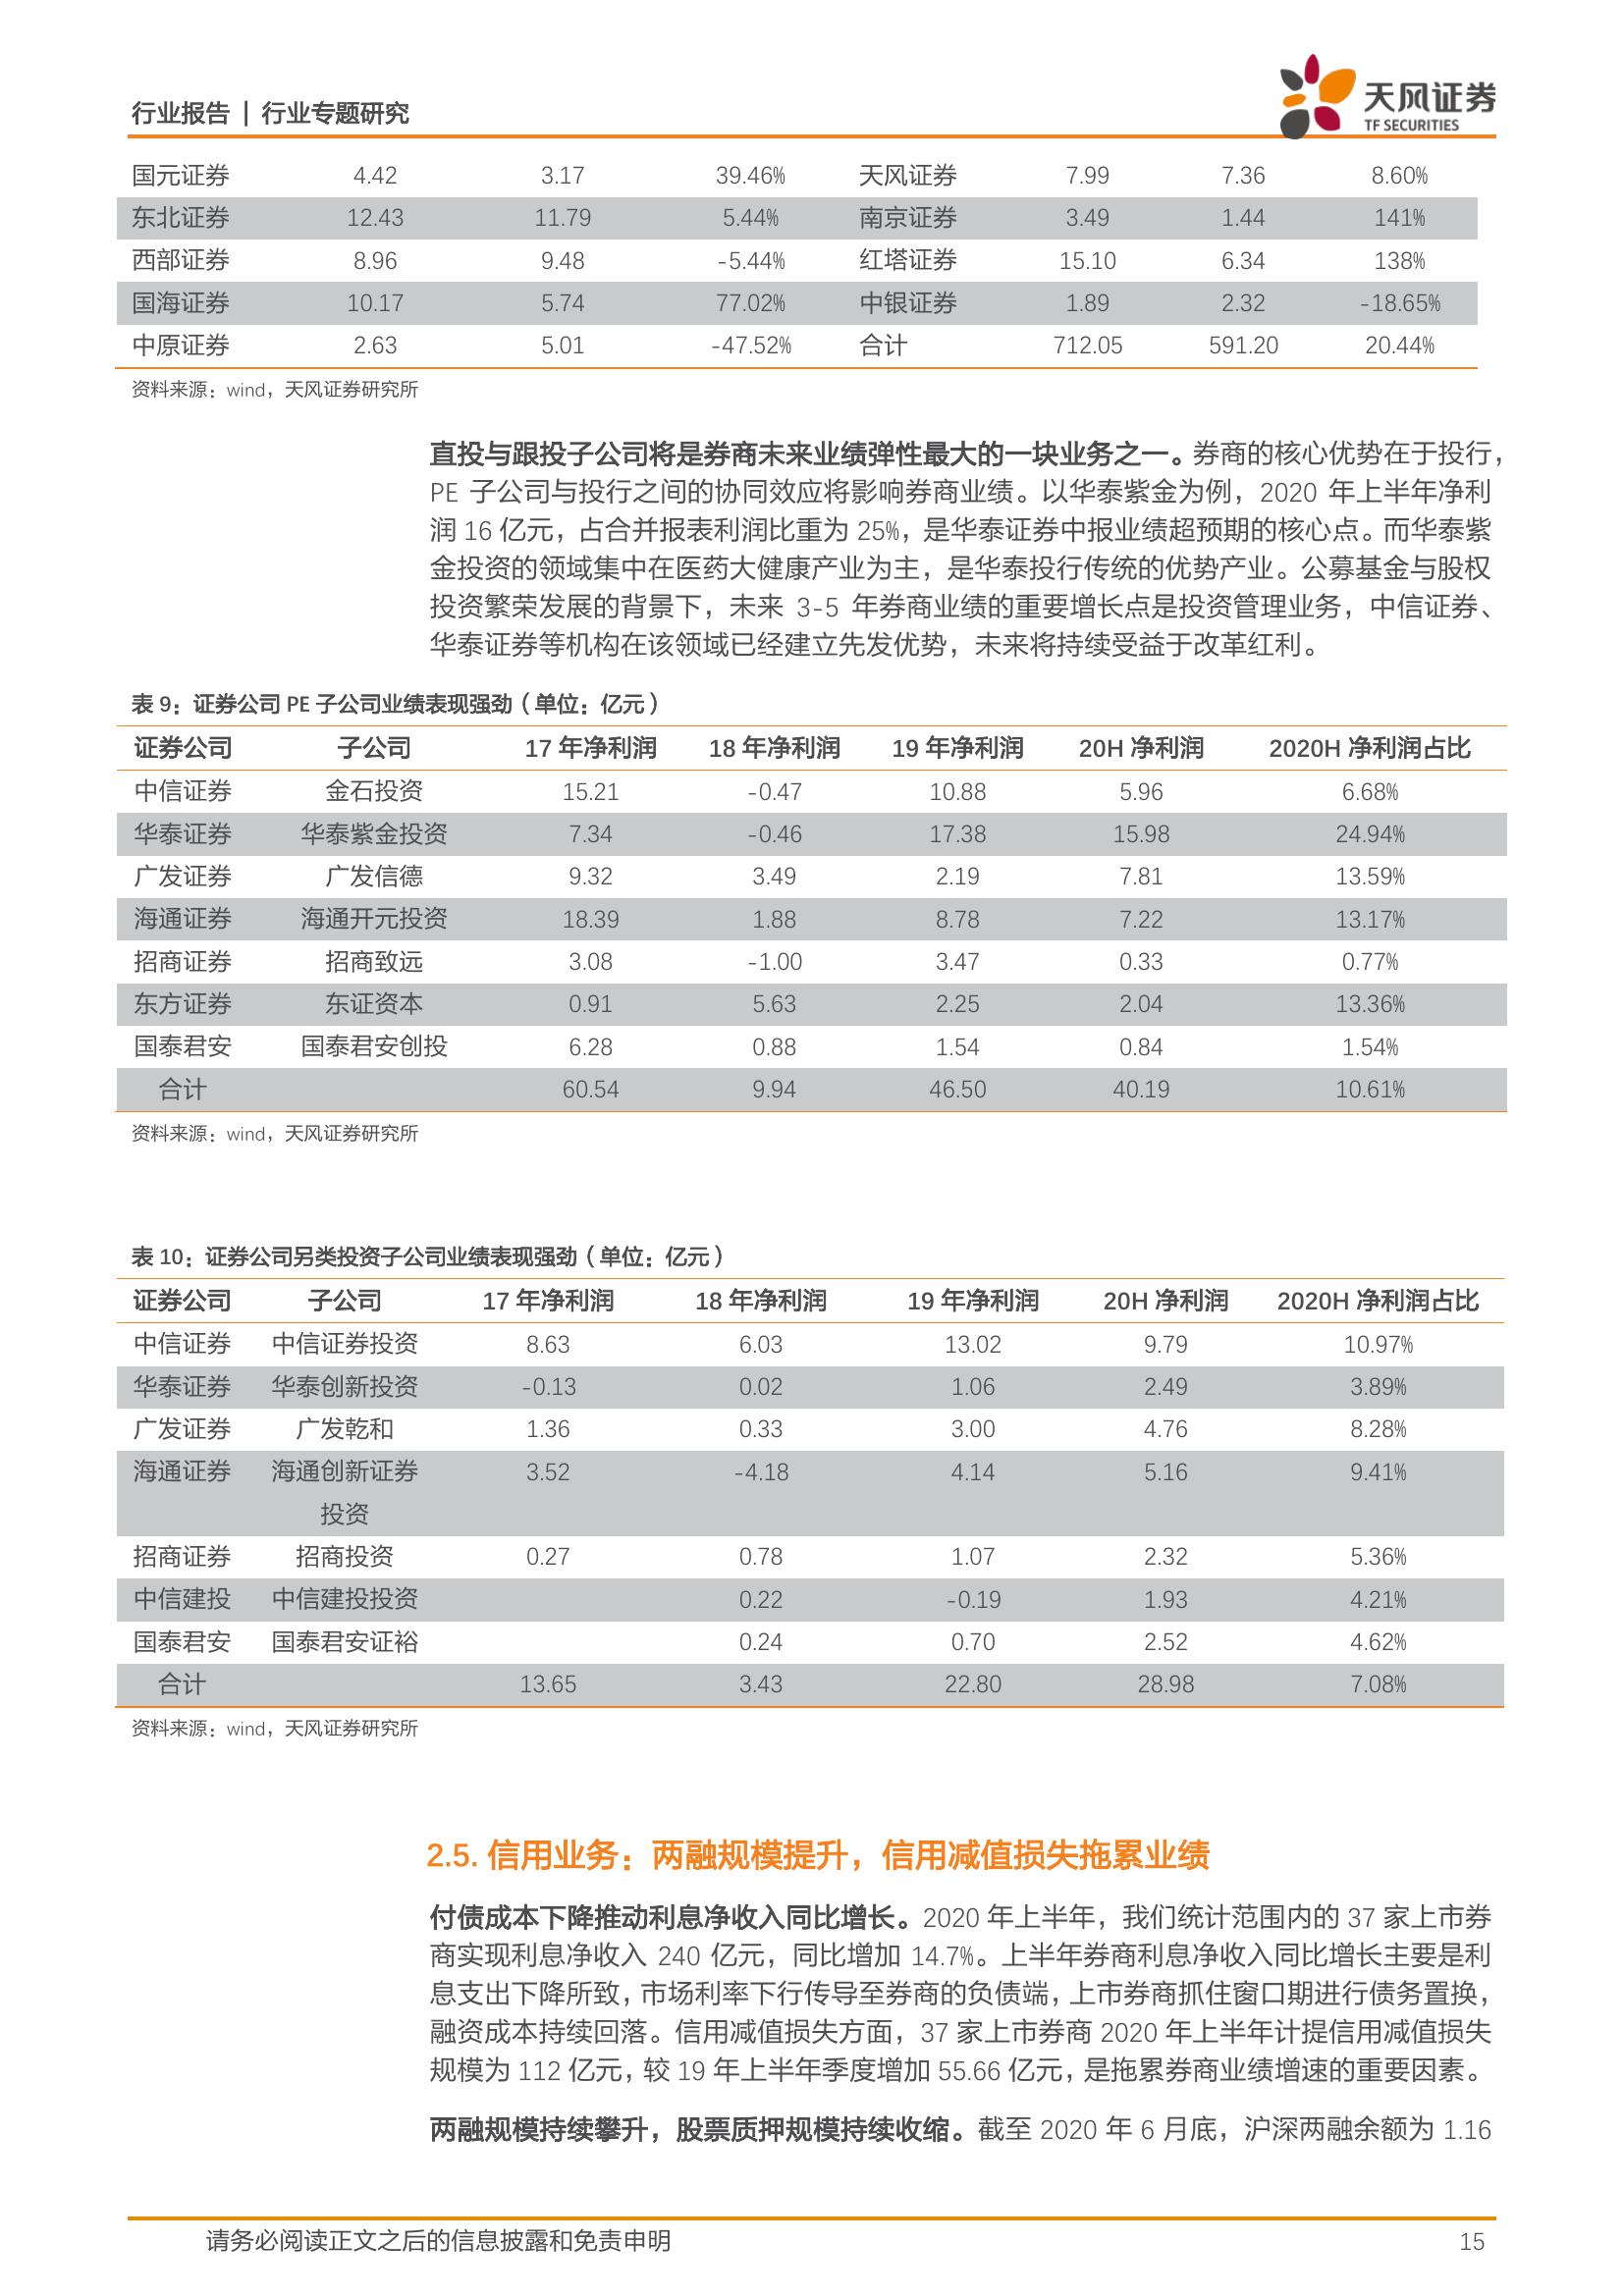 行业报告 | 行业专题研究
天风证券
TF SECURITIES
国元证券 4.42 3.17 39.46% 天风证券 7.99 7.36 8.60%
东北证券 12.43 11.79 5.44% 南京证券 3.49 1.44 141%
西部证券 8.96 9.48 -5.44% 红塔证券 15.10 6.34 138%
国海证券 10.17 5.74 77.02% 中银证券 1.89 2.32 -18.65%
中原证券 2.63 5.01 -47.52% 合计 712.05 591.20 20.44%
资料来源：wind，天风证券研究所
直投与跟投子公司将是券商未来业绩弹性最大的一块业务之一。券商的核心优势在于投行，
PE 子公司与投行之间的协同效应将影响券商业绩。以华泰紫金为例，2020 年上半年净利
润 16 亿元，占合并报表利润比重为 25%，是华泰证券中报业绩超预期的核心点。而华泰紫
金投资的领域集中在医药大健康产业为主，是华泰投行传统的优势产业。公募基金与股权
投资繁荣发展的背景下，未来 3-5 年券商业绩的重要增长点是投资管理业务，中信证券、
华泰证券等机构在该领域已经建立先发优势，未来将持续受益于改革红利。
表 9：证券公司 PE 子公司业绩表现强劲（单位：亿元）
证券公司 子公司 17 年净利润 18 年净利润 19 年净利润 20H 净利润 2020H 净利润占比
中信证券 金石投资 15.21 -0.47 10.88 5.96 6.68%
华泰证券 华泰紫金投资 7.34 -0.46 17.38 15.98 24.94%
广发证券 广发信德 9.32 3.49 2.19 7.81 13.59%
海通证券 海通开元投资 18.39 1.88 8.78 7.22 13.17%
招商证券 招商致远 3.08 -1.00 3.47 0.33 0.77%
东方证券 东证资本 0.91 5.63 2.25 2.04 13.36%
国泰君安 国泰君安创投 6.28 0.88 1.54 0.84 1.54%
合计 60.54 9.94 46.50 40.19 10.61%
资料来源：wind，天风证券研究所
表 10：证券公司另类投资子公司业绩表现强劲（单位：亿元）
证券公司 子公司 17 年净利润 18 年净利润 19 年净利润 20H 净利润 2020H 净利润占比
中信证券 中信证券投资 8.63 6.03 13.02 9.79 10.97%
华泰证券 华泰创新投资 -0.13 0.02 1.06 2.49 3.89%
广发证券 广发乾和 1.36 0.33 3.00 4.76 8.28%
海通证券 海通创新证券 3.52 -4.18 4.14 5.16 9.41%
投资
招商证券 招商投资 0.27 0.78 1.07 2.32 5.36%
中信建投 中信建投投资 0.22 -0.19 1.93 4.21%
国泰君安 国泰君安证裕 0.24 0.70 2.52 4.62%
合计 13.65 3.43 22.80 28.98 7.08%
资料来源：wind，天风证券研究所
2.5. 信用业务：两融规模提升，信用减值损失拖累业绩
付债成本下降推动利息净收入同比增长。2020 年上半年，我们统计范围内的 37 家上市券
商实现利息净收入 240 亿元，同比增加 14.7%。上半年券商利息净收入同比增长主要是利
息支出下降所致，市场利率下行传导至券商的负债端，上市券商抓住窗口期进行债务置换，
融资成本持续回落。信用减值损失方面，37 家上市券商 2020 年上半年计提信用减值损失
规模为 112 亿元，较 19 年上半年季度增加 55.66 亿元，是拖累券商业绩增速的重要因素。
两融规模持续攀升，股票质押规模持续收缩。截至 2020 年 6 月底，沪深两融余额为 1.16
请务必阅读正文之后的信息披露和免责申明 15